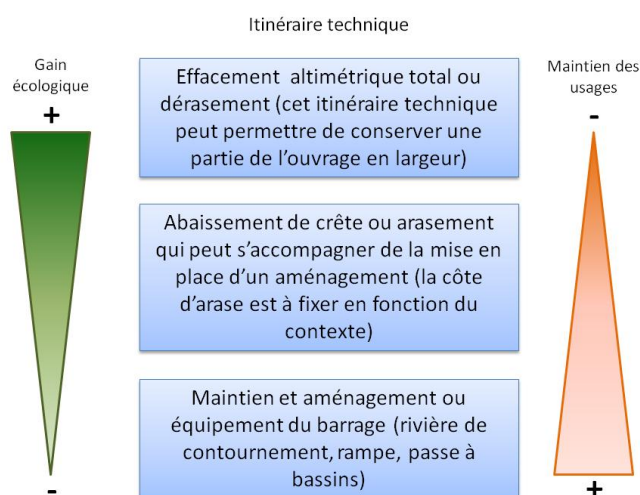 Itinéraire technique
Gain
écologique
+
-
Effacement altimétrique total ou
dérasement (cet itinéraire technique
peut permettre de conserver une
partie de l'ouvrage en largeur)
Abaissement de crête ou arasement
qui peut s'accompagner de la mise en
place d'un aménagement (la côte
d'arase est à fixer en fonction du
contexte)
Maintien et aménagement ou
équipement du barrage (rivière de
contournement, rampe, passe à
bassins)
Maintien des
usages
-
+